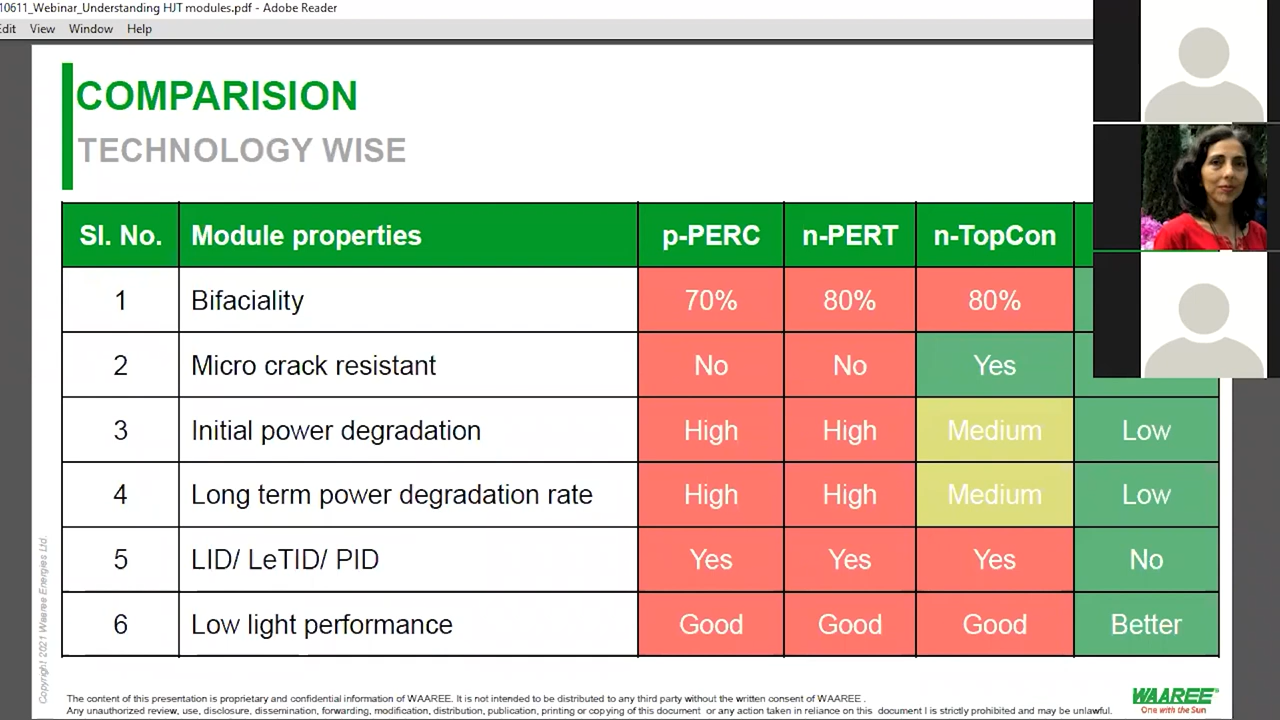 10611_Webinar_Understanding HJT modules.pdf - Adobe Reader
Edit View Window Help
COMPARISION
TECHNOLOGY WISE
Sl. No. Module properties p-PERC n-PERT n-TopCon
1 Bifaciality 70% 80% 80%
2 Micro crack resistant No No Yes
3 Initial power degradation High High Medium Low
4 Long term power degradation rate High High Medium Low
5 LID/ LeTID/ PID Yes Yes Yes No
6 Low light performance Good Good Good Better
Copyright 2021 Waaree Energies Ltd.
The content of this presentation is proprietary and confidential information of WAAREE. It is not intended to be distributed to any third party without the written consent of WAAREE .
Any unauthorized review, use, disclosure, dissemination, forwarding, modification, distribution, publication, printing or copying of this document or any action taken in reliance on this document I is strictly prohibited and may be unlawful.
WAAREE
One with the Sun